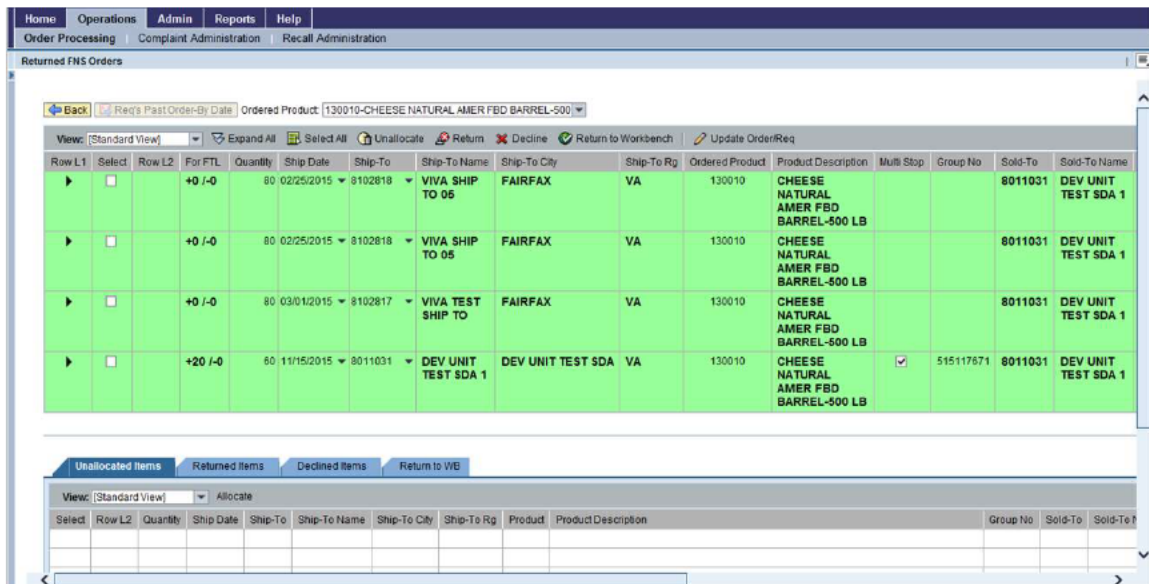 Home Operations Admin Reports Help
Order Processing | Complaint Administration | Recall Administration
Returned FNS Orders
Back Req's Past Order-By Date Ordered Product: 130010-CHEESE NATURAL AMER FBD BARREL-500
View: [Standard View] Expand All Select All Unallocate Return Decline Return to Workbench Update Order/Req
Row L1 Select Row L2 For FTL Quantity Ship Date Ship-To Ship-To Name Ship-To City Ship-To Rg Ordered Product Product Description Multi Stop Group No Sold-To Sold-To Name
+0 /-0 80 02/25/2015 8102818 VIVA SHIP FAIRFAX VA 130010 CHEESE 8011031 DEV UNIT
TO 05 NATURAL TEST SDA 1
AMER FBD
BARREL-500 LB
+0 /-0 80 02/25/2015 8102818 VIVA SHIP FAIRFAX VA 130010 CHEESE 8011031 DEV UNIT
TO 05 NATURAL TEST SDA 1
AMER FBD
BARREL-500 LB
+0 /-0 80 03/01/2015 8102817 VIVA TEST FAIRFAX VA 130010 CHEESE 8011031 DEV UNIT
SHIP TO NATURAL TEST SDA 1
AMER FBD
BARREL-500 LB
+20 /-0 60 11/15/2015 8011031 DEV UNIT DEV UNIT TEST SDA VA 130010 CHEESE 515117671 8011031 DEV UNIT
TEST SDA 1 NATURAL TEST SDA 1
AMER FBD
BARREL-500 LB
Unallocated Items Returned Items Declined Items Return to WB
View: [Standard View] Allocate
Select Row L2 Quantity Ship Date Ship-To Ship-To Name Ship-To City Ship-To Rg Product Product Description Group No Sold-To Sold-To